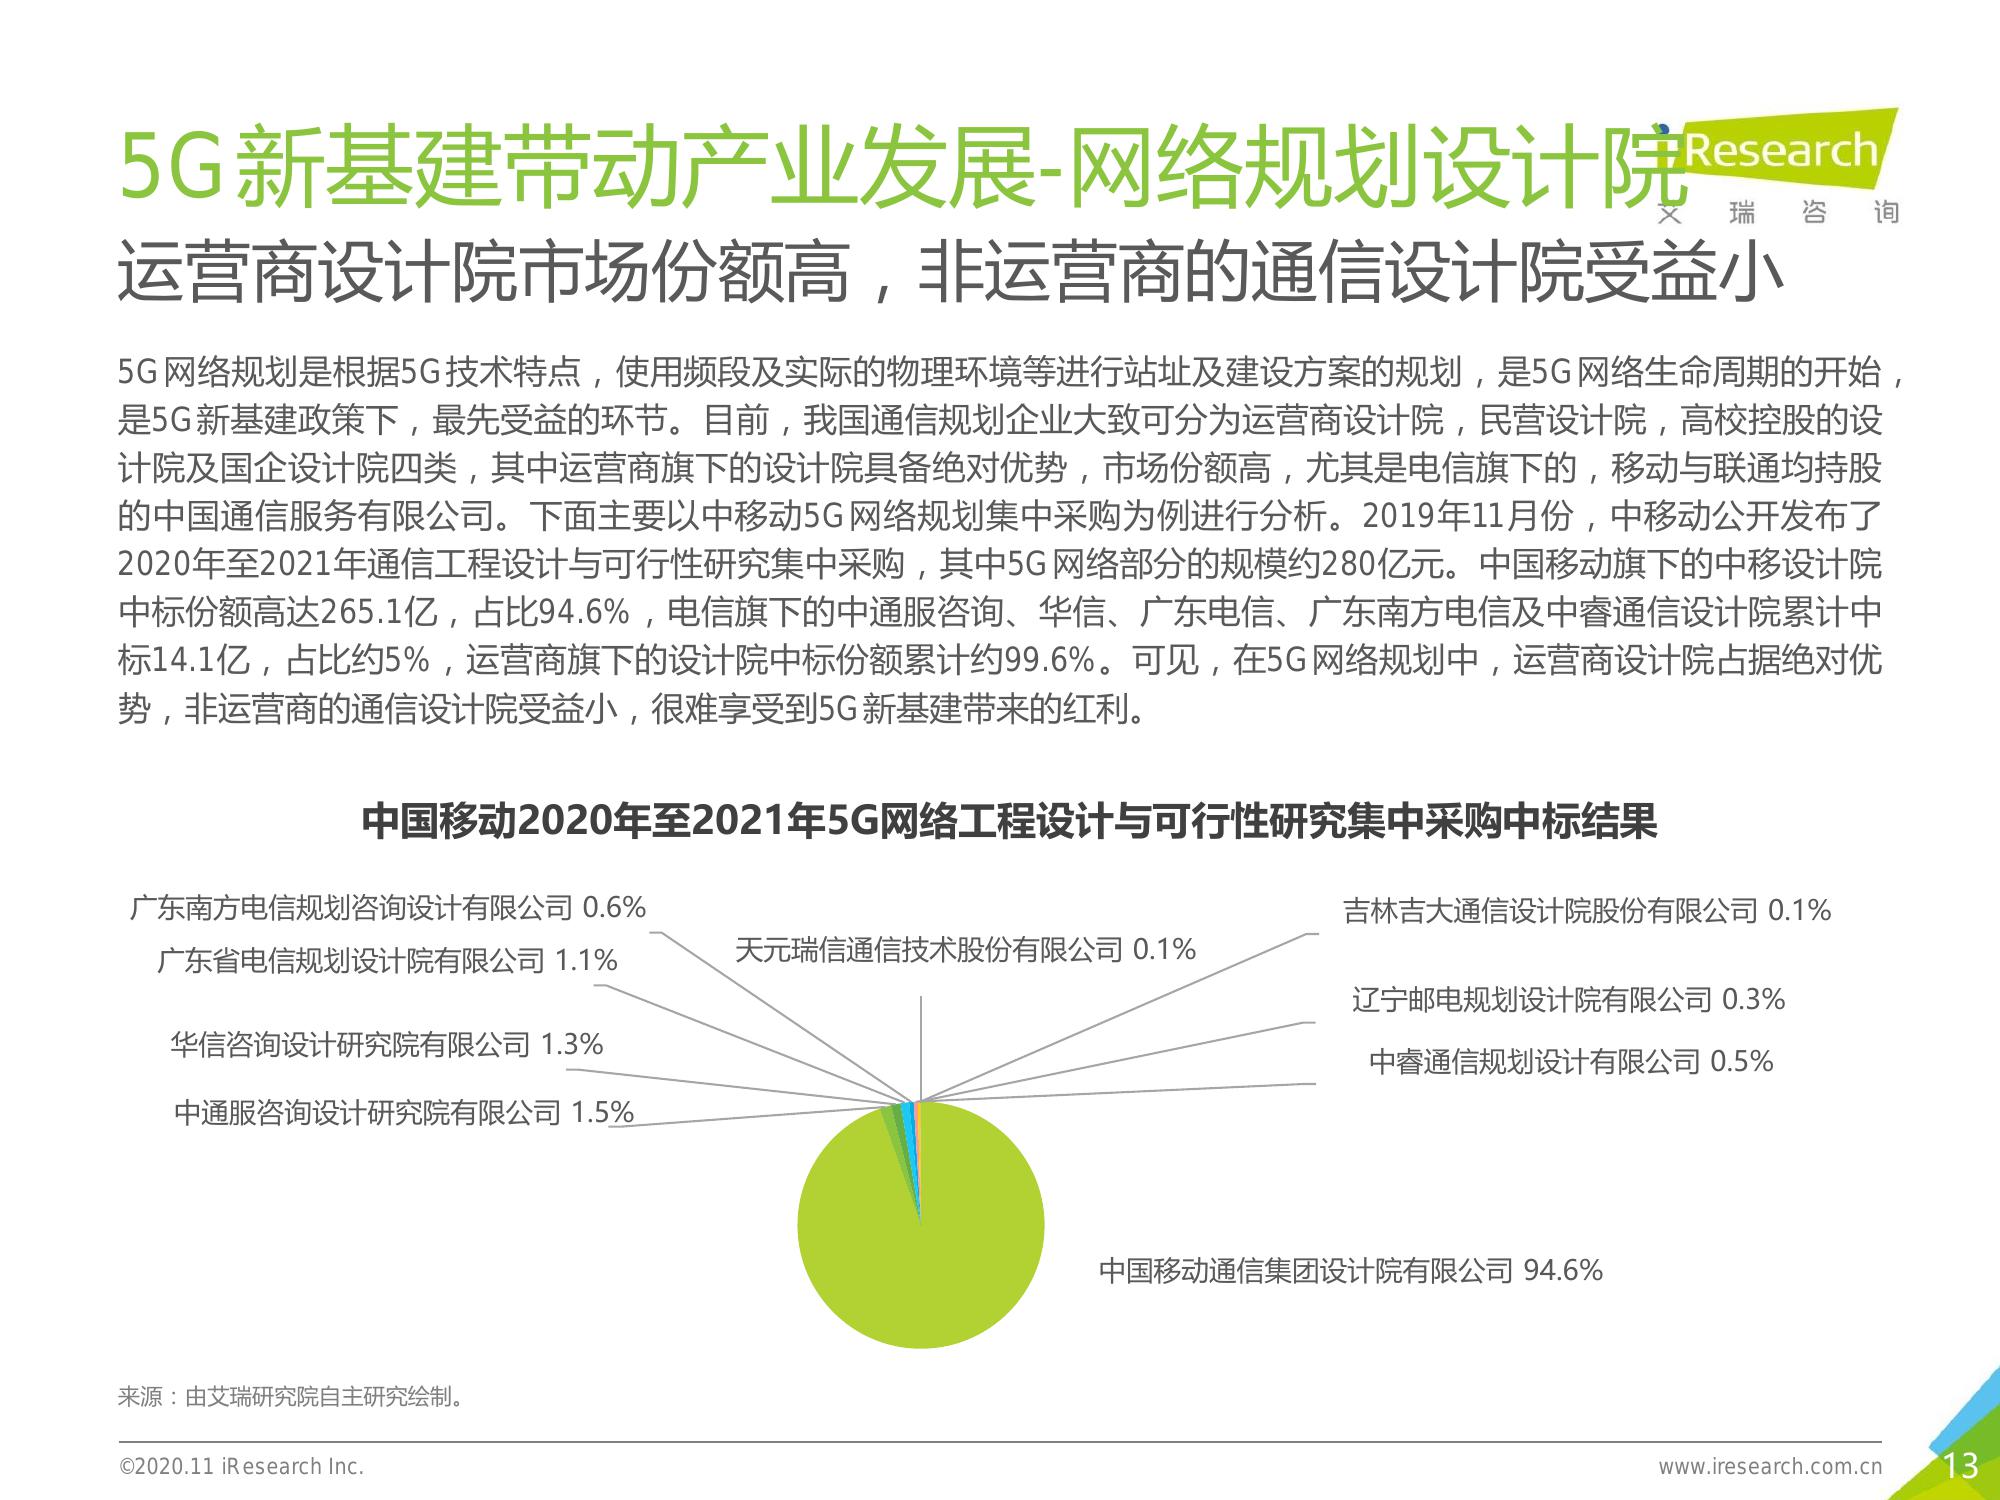 5G新基建带动产业发展-网络规划设计院
iResearch
艾 瑞 咨 询
运营商设计院市场份额高，非运营商的通信设计院受益小
5G网络规划是根据5G技术特点，使用频段及实际的物理环境等进行站址及建设方案的规划，是5G网络生命周期的开始，
是5G新基建政策下，最先受益的环节。目前，我国通信规划企业大致可分为运营商设计院，民营设计院，高校控股的设
计院及国企设计院四类，其中运营商旗下的设计院具备绝对优势，市场份额高，尤其是电信旗下的，移动与联通均持股
的中国通信服务有限公司。下面主要以中移动5G网络规划集中采购为例进行分析。2019年11月份，中移动公开发布了
2020年至2021年通信工程设计与可行性研究集中采购，其中5G网络部分的规模约280亿元。中国移动旗下的中移设计院
中标份额高达265.1亿，占比94.6%，电信旗下的中通服咨询、华信、广东电信、广东南方电信及中睿通信设计院累计中
标14.1亿，占比约5%，运营商旗下的设计院中标份额累计约99.6%。可见，在5G网络规划中，运营商设计院占据绝对优
势，非运营商的通信设计院受益小，很难享受到5G新基建带来的红利。
中国移动2020年至2021年5G网络工程设计与可行性研究集中采购中标结果
广东南方电信规划咨询设计有限公司 0.6%
吉林吉大通信设计院股份有限公司 0.1%
天元瑞信通信技术股份有限公司 0.1%
广东省电信规划设计院有限公司 1.1%
辽宁邮电规划设计院有限公司 0.3%
华信咨询设计研究院有限公司 1.3%
中睿通信规划设计有限公司 0.5%
中通服咨询设计研究院有限公司 1.5%
中国移动通信集团设计院有限公司 94.6%
来源：由艾瑞研究院自主研究绘制。
©2020.11 iResearch Inc.
www.iresearch.com.cn
13